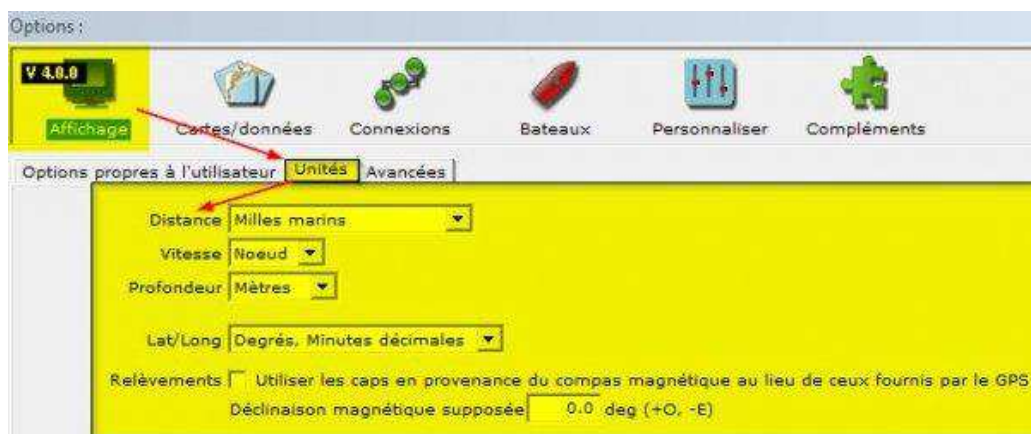 Options :
V 4.0.0
Affichage Cartes/données Connexions Bateaux Personnaliser Compléments
Options propres à l'utilisateur Unités Avancées
Distance Milles marins
Vitesse Noeud
Profondeur Mètres
Lat/Long Degrés, Minutes décimales
Relèvements Utiliser les caps en provenance du compas magnétique au lieu de ceux fournis par le GPS
Déclinaison magnétique supposée 0.0 deg (+O, -E)